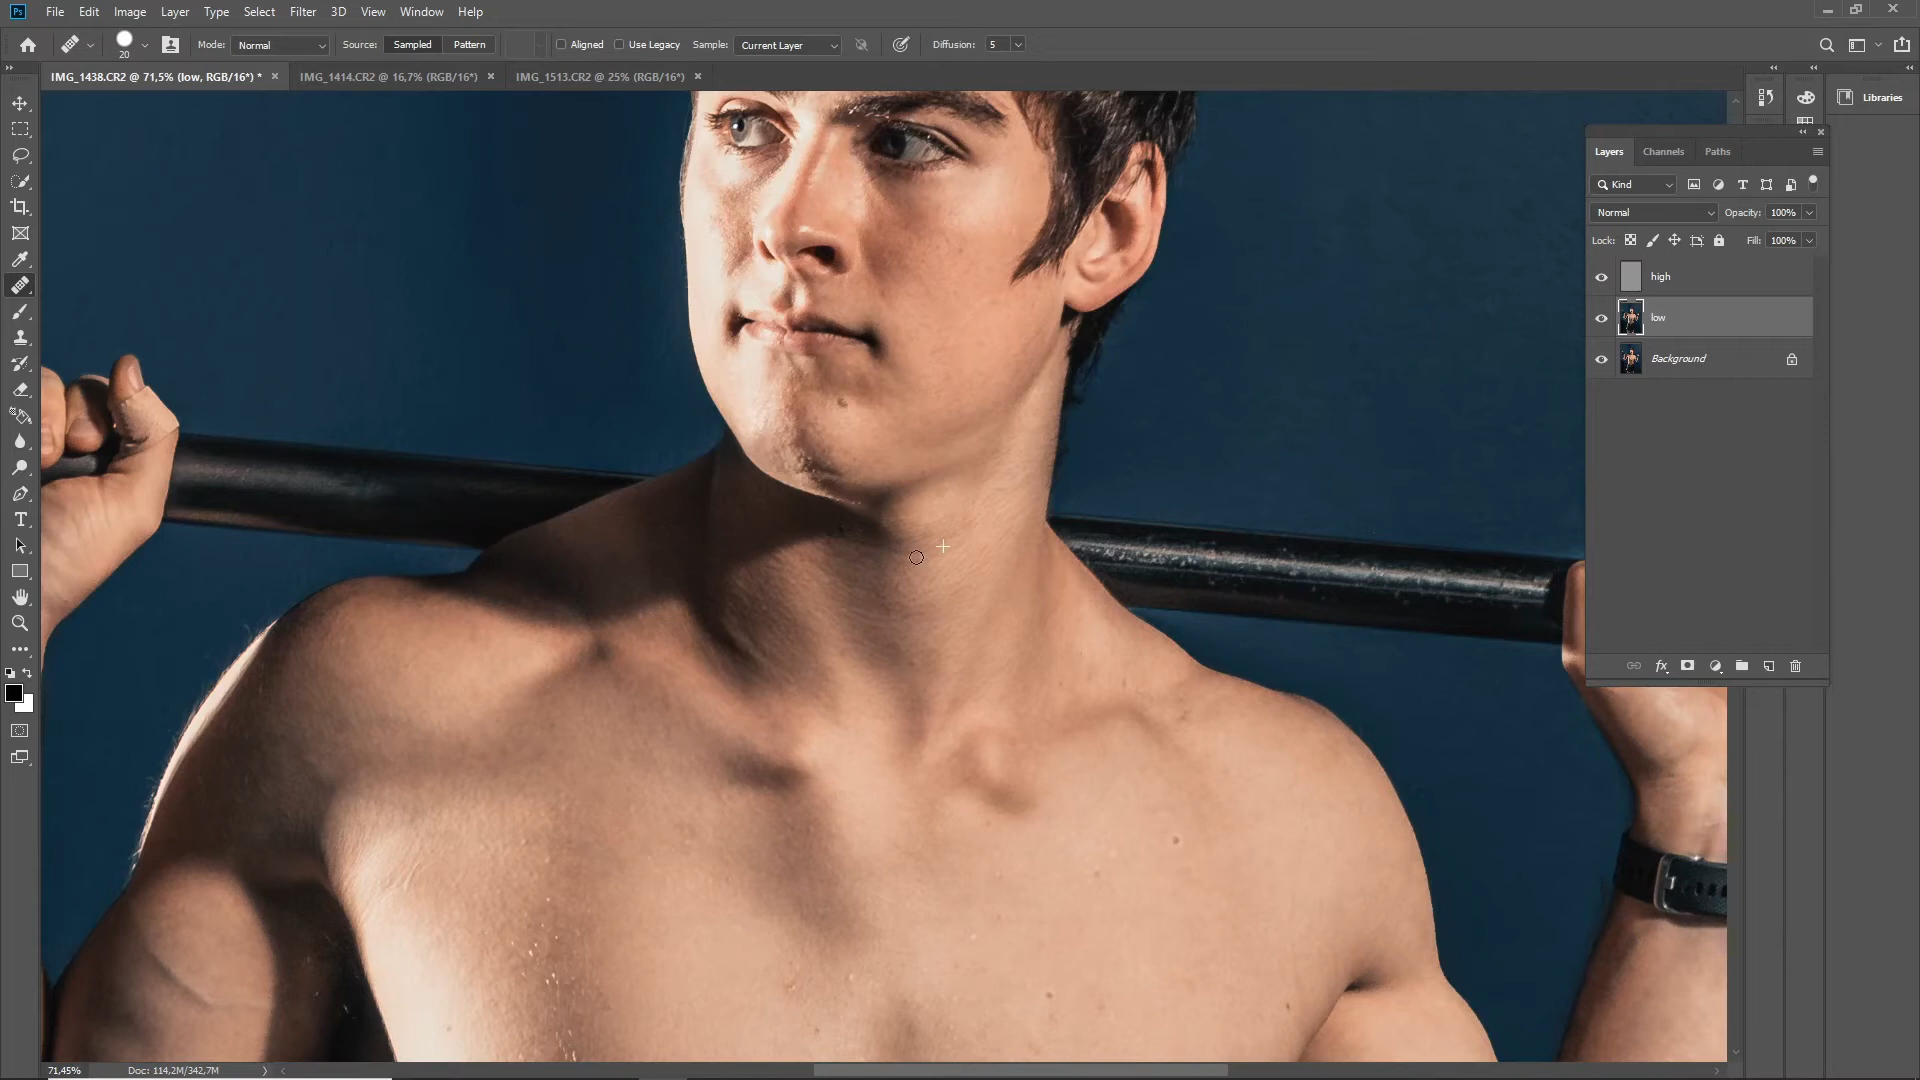 Ps File Edit Image Layer Type Select Filter 3D View Window Help
20 Mode: Normal Source: Sampled Pattern Aligned Use Legacy Sample: Current Layer Diffusion: 5
IMG_1438.CR2 @ 71,5% (low, RGB/16*) * IMG_1414.CR2 @ 16,7% (RGB/16*) IMG_1513.CR2 @ 25% (RGB/16*)
Libraries
Layers Channels Paths
Kind
Normal Opacity: 100%
Lock: Fill: 100%
high
low
Background
fx
71,45% Doc: 114,2M/342,7M